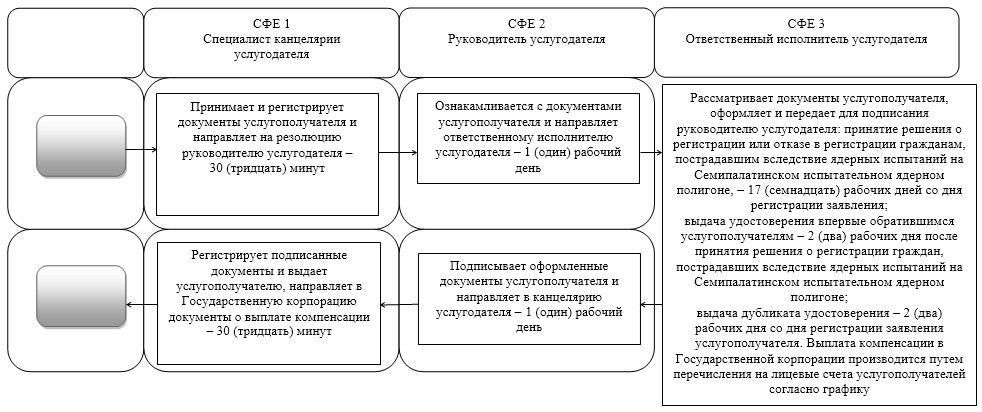 СФЕ 1
Специалист канцелярии
услугодателя
СФЕ 2
Руководитель услугодателя
СФЕ 3
Ответственный исполнитель услугодателя
Принимает и регистрирует
документы услугополучателя и
направляет на резолюцию
руководителю услугодателя –
30 (тридцать) минут
Ознакамливается с документами
услугополучателя и направляет
ответственному исполнителю
услугодателя – 1 (один) рабочий
день
Рассматривает документы услугополучателя,
оформляет и передает для подписания
руководителю услугодателя: принятие решения о
регистрации или отказе в регистрации гражданам,
пострадавшим вследствие ядерных испытаний на
Семипалатинском испытательном ядерном
полигоне, – 17 (семнадцать) рабочих дней со дня
регистрации заявления;
выдача удостоверения впервые обратившимся
услугополучателям – 2 (два) рабочих дня после
принятия решения о регистрации граждан,
пострадавших вследствие ядерных испытаний на
Семипалатинском испытательном ядерном
полигоне;
выдача дубликата удостоверения – 2 (два)
рабочих дня со дня регистрации заявления
услугополучателя. Выплата компенсации в
Государственной корпорации производится путем
перечисления на лицевые счета услугополучателей
согласно графику
Регистрирует подписанные
документы и выдает
услугополучателю, направляет в
Государственную корпорацию
документы о выплате компенсации
– 30 (тридцать) минут
Подписывает оформленные
документы услугополучателя и
направляет в канцелярию
услугодателя – 1 (один) рабочий
день